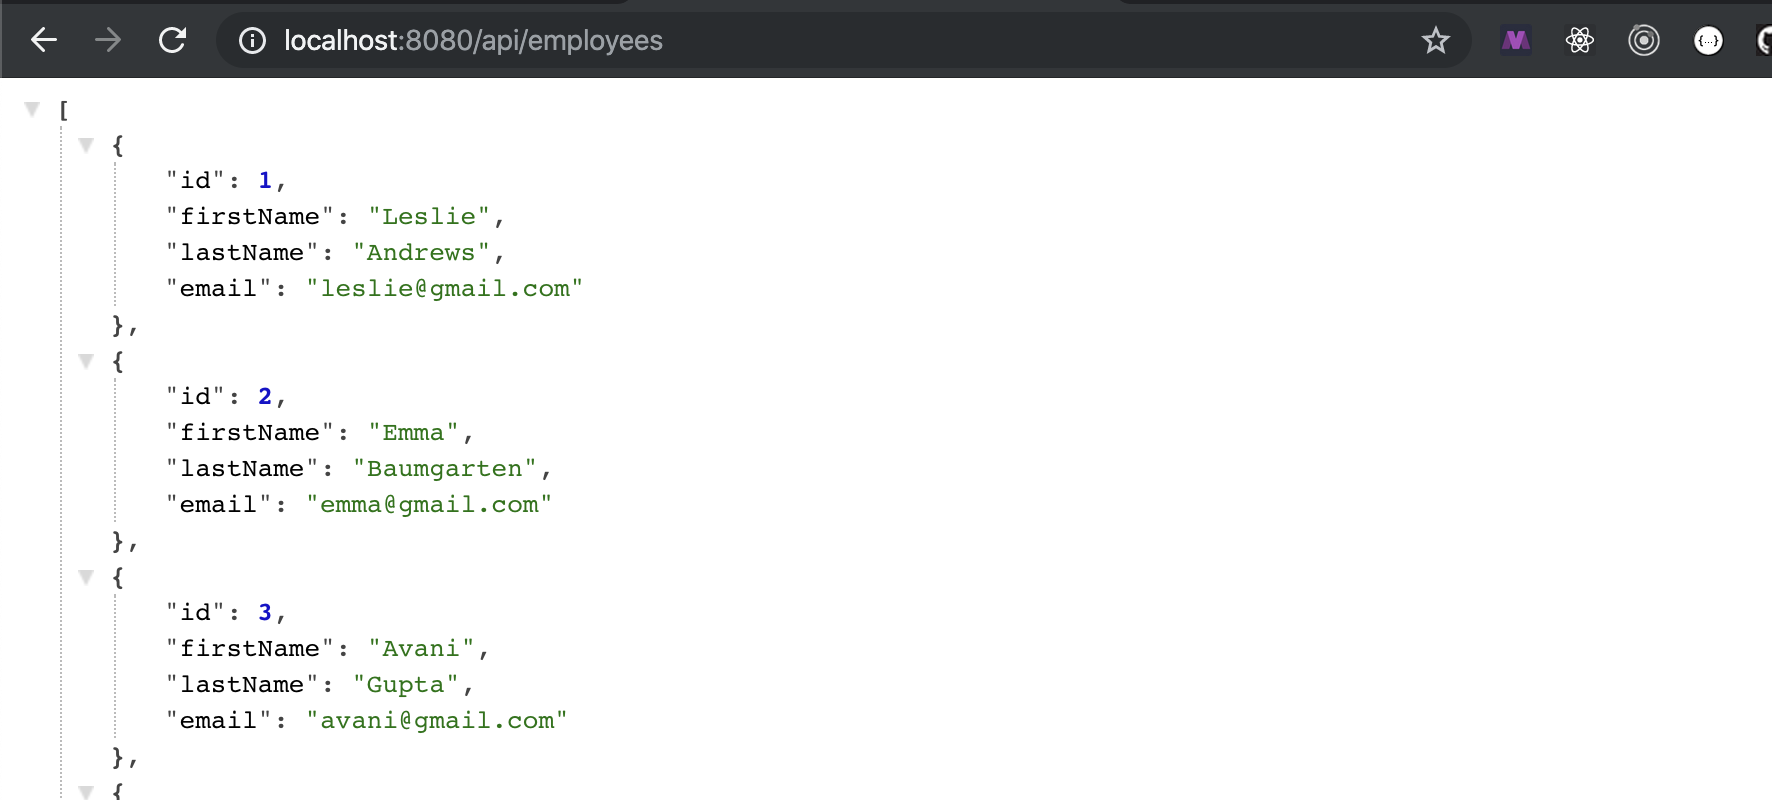 localhost:8080/api/employees
{...}
[
{
"id": 1,
"firstName": "Leslie",
"lastName": "Andrews",
"email": "leslie@gmail.com"
},
{
"id": 2,
"firstName": "Emma",
"lastName": "Baumgarten",
"email": "emma@gmail.com"
},
{
"id": 3,
"firstName": "Avani",
"lastName": "Gupta",
"email": "avani@gmail.com"
},
{